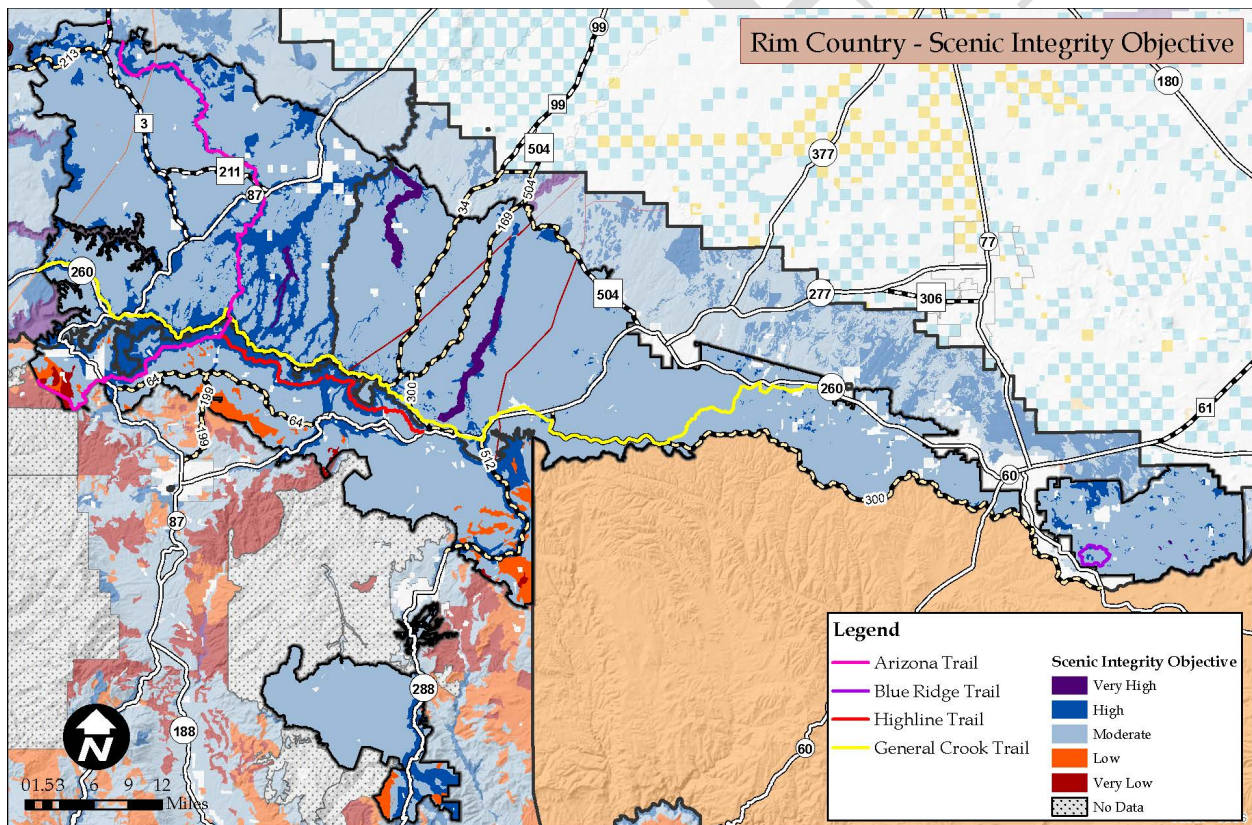 Rim Country - Scenic Integrity Objective
99
180
213
99
3
504
377
211
504
87
34
169
77
260
277
306
504
300
64
199
260
61
64
199
512
300
60
87
Legend
Arizona Trail
Blue Ridge Trail
Highline Trail
General Crook Trail
Scenic Integrity Objective
Very High
High
Moderate
Low
Very Low
No Data
288
188
60
N
0 1.5 3 6 9 12
Miles